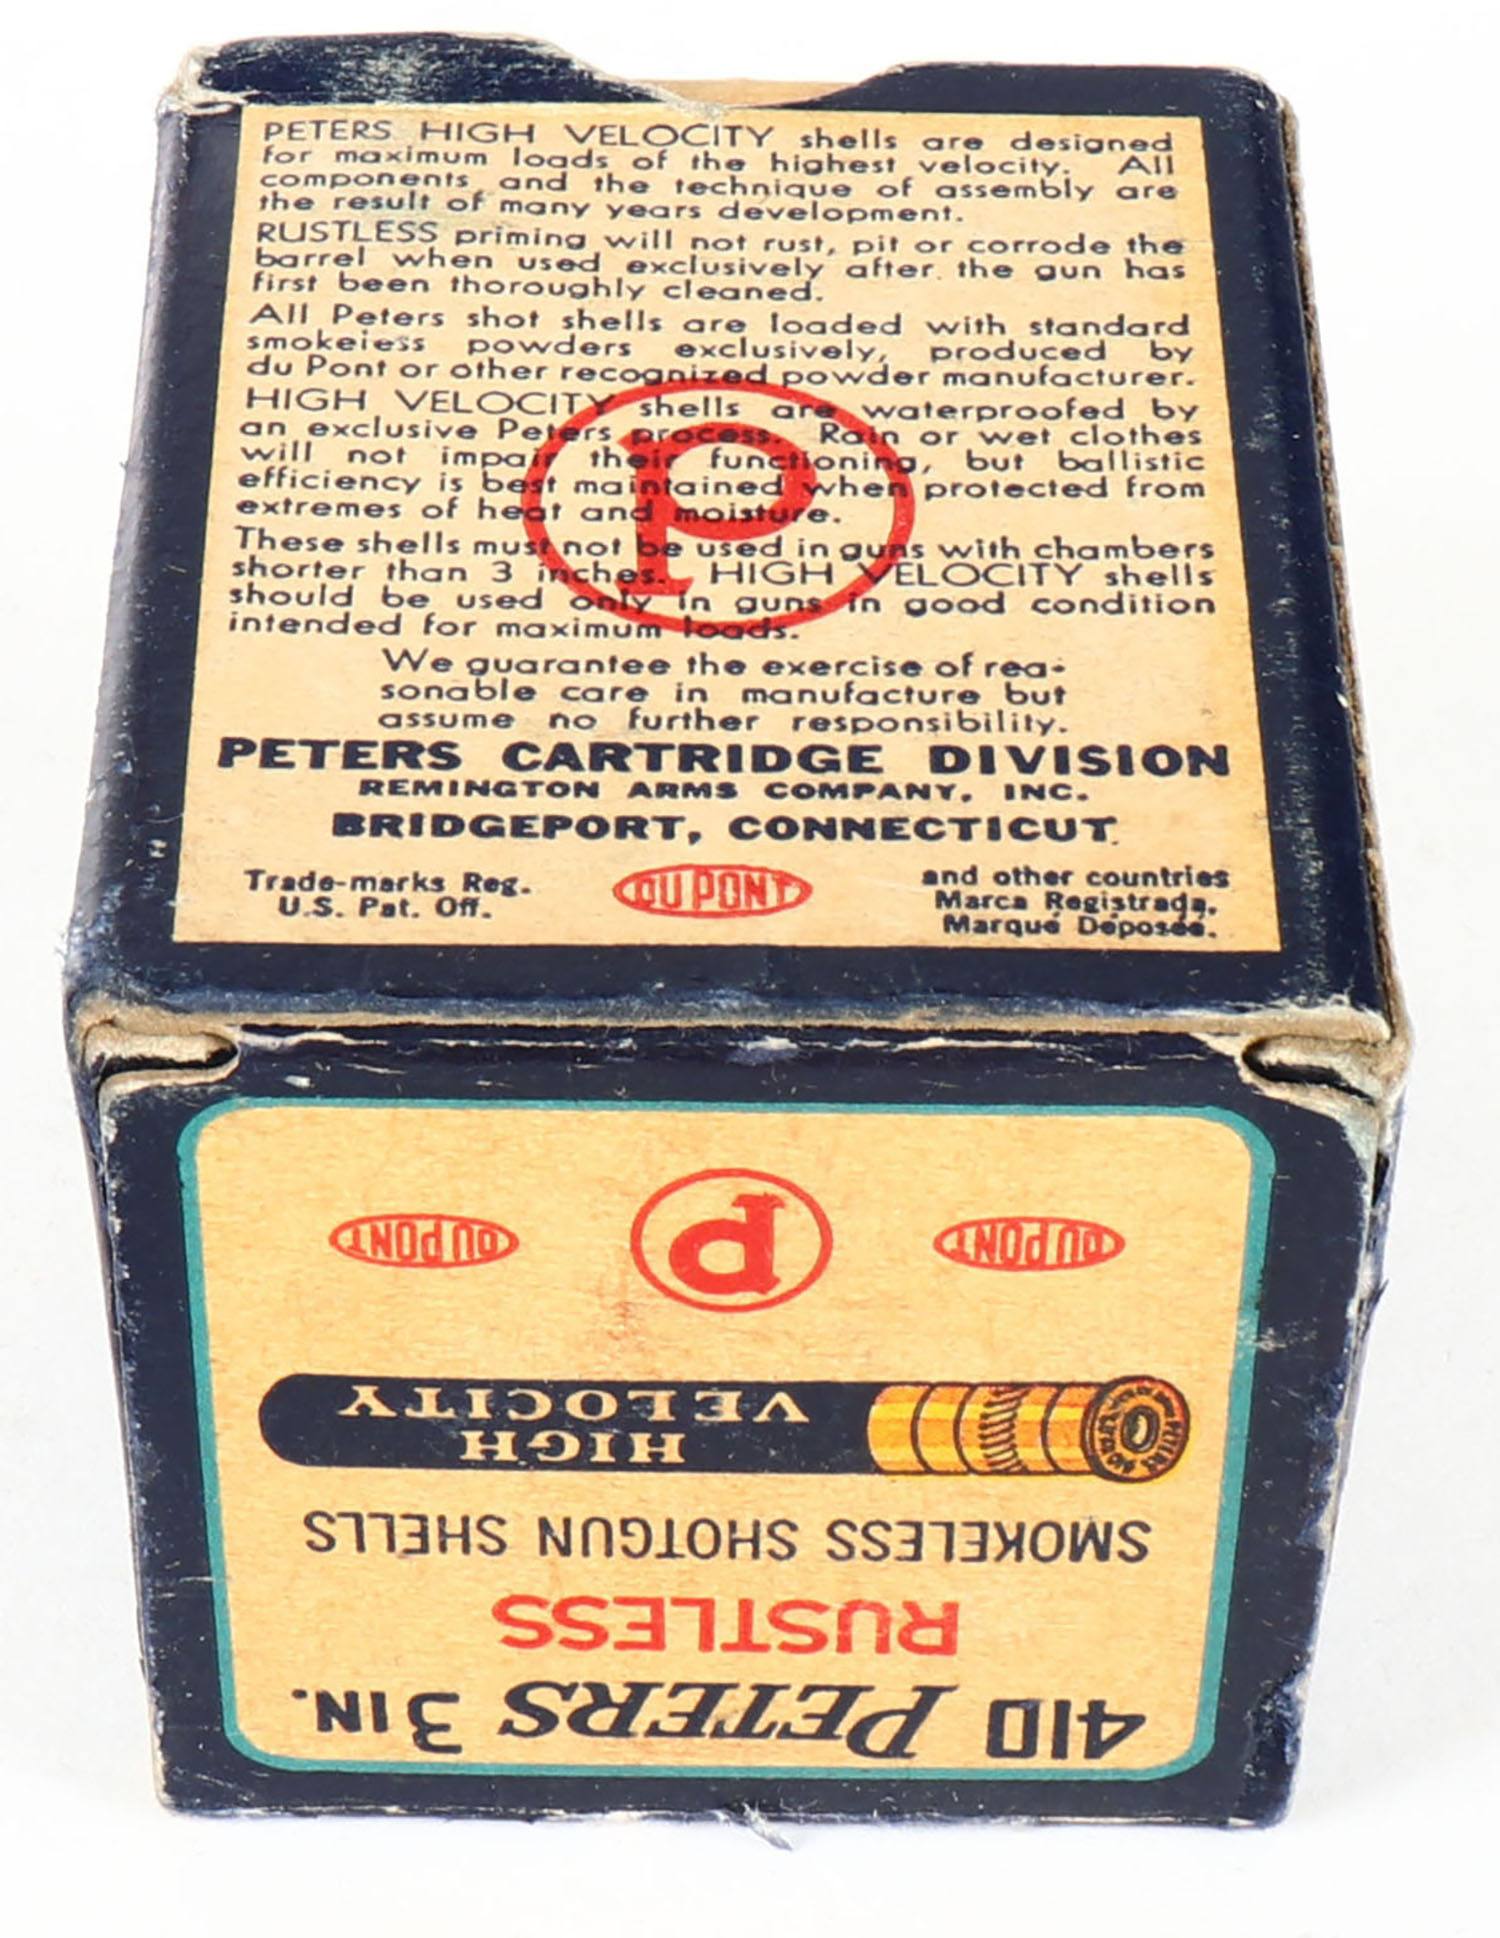 PETERS HIGH VELOCITY shells are designed
for maximum loads of the highest velocity. All
components and the technique of assembly are
the result of many years development.
RUSTLESS priming will not rust, pit or corrode the
barrel when used exclusively after the gun has
first been thoroughly cleaned.
All Peters shot shells are loaded with standard
smokeless powders exclusively, produced by
du Pont or other recognized powder manufacturer.
HIGH VELOCITY shells are waterproofed by
an exclusive Peters process. Rain or wet clothes
will not impair their functioning, but ballistic
efficiency is best maintained when protected from
extremes of heat and moisture.
These shells must not be used in guns with chambers
shorter than 3 inches. HIGH VELOCITY shells
should be used only in guns in good condition
intended for maximum loads.
P
We guarantee the exercise of rea-
sonable care in manufacture but
assume no further responsibility.
PETERS CARTRIDGE DIVISION
REMINGTON ARMS COMPANY, INC.
BRIDGEPORT, CONNECTICUT.
Trade-marks Reg.
U.S. Pat. Off.
DU PONT
and other countries
Marca Registrada.
Marqué Déposée.
410 PETERS 3 IN.
RUSTLESS
SMOKELESS SHOTGUN SHELLS
HIGH
VELOCITY
DU PONT P DU PONT